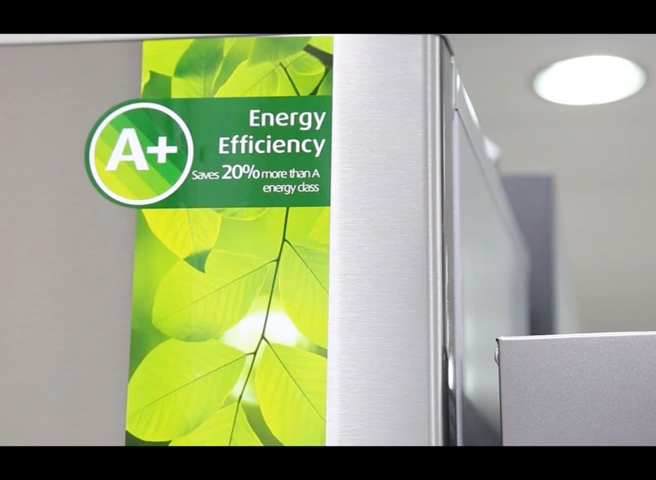 A+
Energy
Efficiency
Saves 20% more than A
energy class